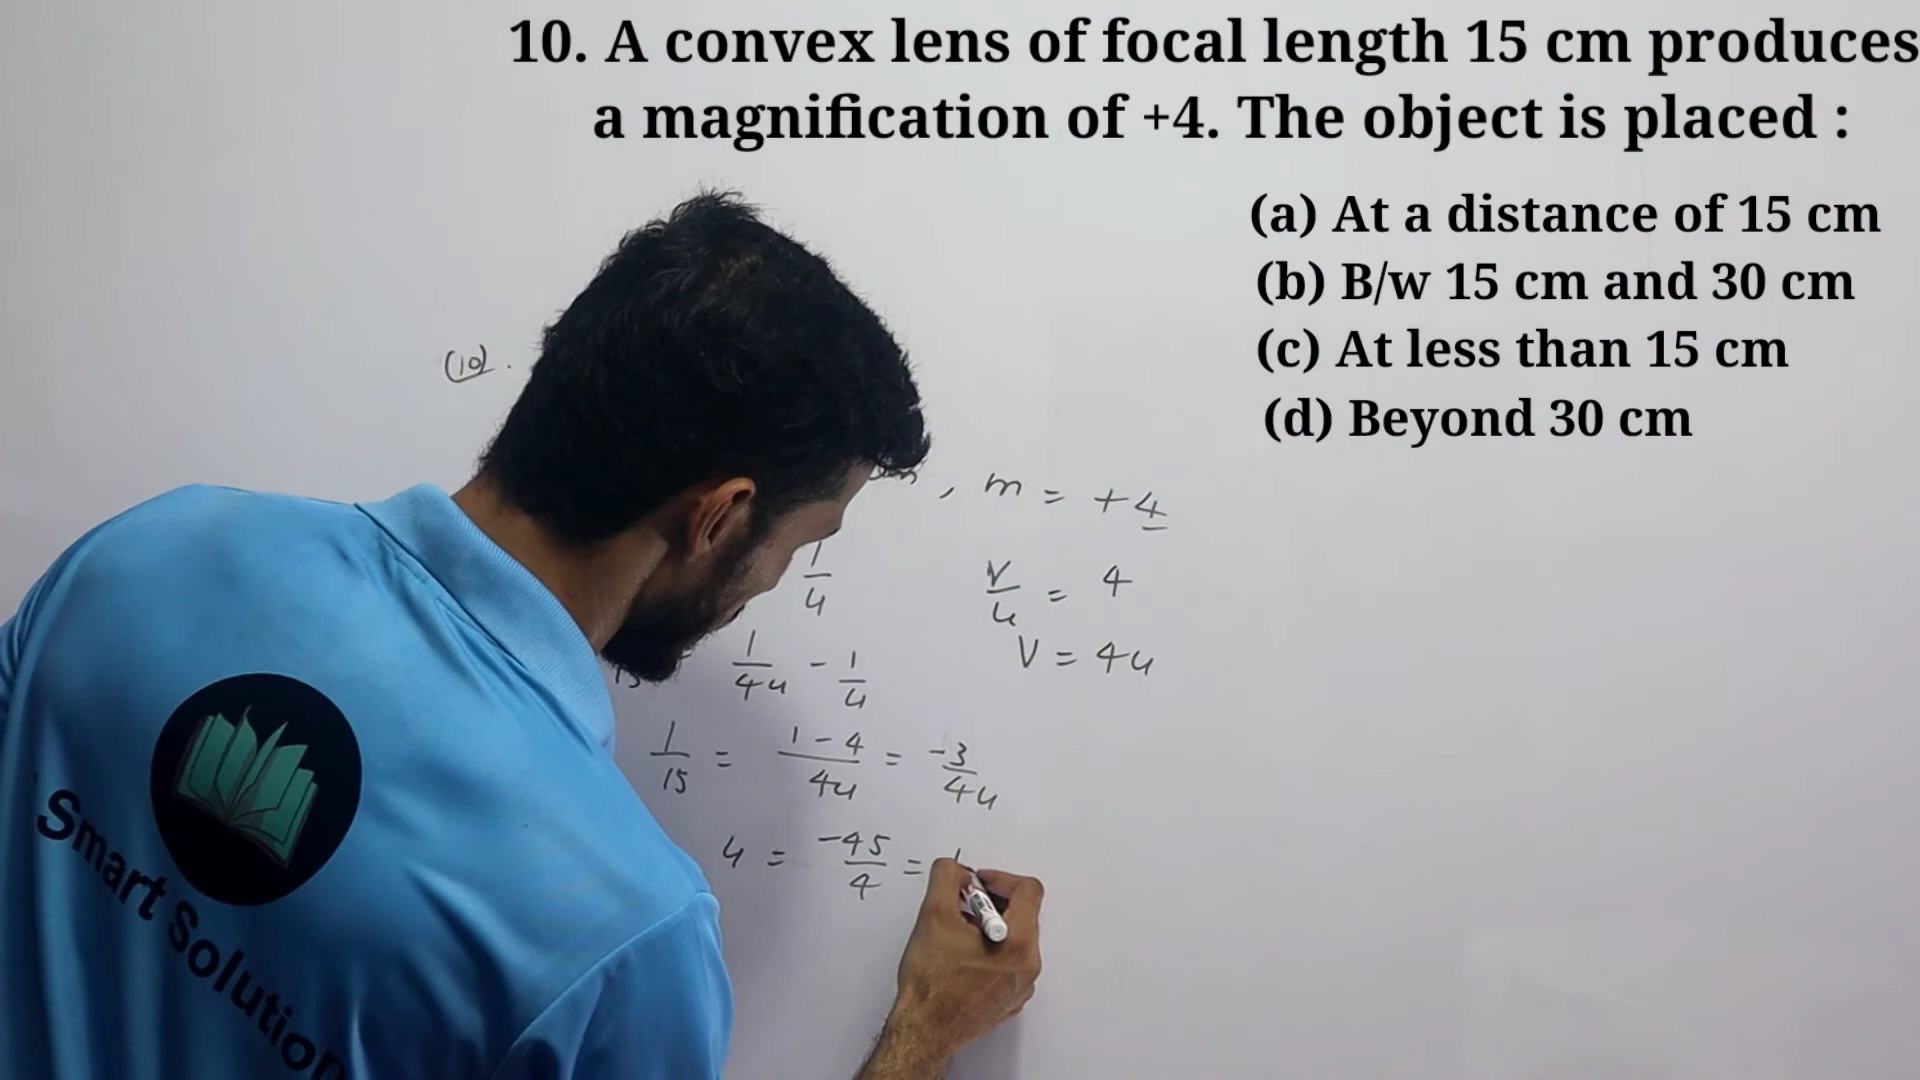 10. A convex lens of focal length 15 cm produces
a magnification of +4. The object is placed :
(a) At a distance of 15 cm
(b) B/w 15 cm and 30 cm
(c) At less than 15 cm
(d) Beyond 30 cm
(10).
, m = +4
1/4 v/u = 4
1/4u - 1/u V = 4u
1/15 = 1-4/4u = -3/4u
u = -45/4 =
Smart Solution